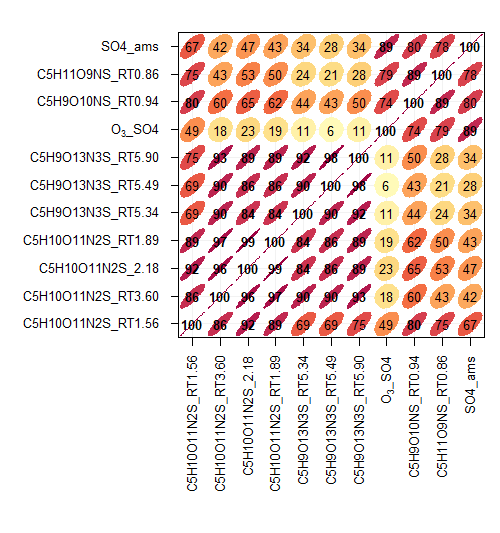 SO4_ams 67 42 47 43 34 28 34 89 80 78 100
C5H11O9NS_RT0.86 75 43 53 50 24 21 28 79 89 100 78
C5H9O10NS_RT0.94 80 60 65 62 44 43 50 74 100 89 80
O₃_SO4 49 18 23 19 11 6 11 100 74 79 89
C5H9O13N3S_RT5.90 75 93 89 89 92 98 100 11 50 28 34
C5H9O13N3S_RT5.49 69 90 86 86 90 100 98 6 43 21 28
C5H9O13N3S_RT5.34 69 90 84 84 100 90 92 11 44 24 34
C5H10O11N2S_RT1.89 89 97 99 100 84 86 89 19 62 50 43
C5H10O11N2S_2.18 92 96 100 99 84 86 89 23 65 53 47
C5H10O11N2S_RT3.60 86 100 96 97 90 90 93 18 60 43 42
C5H10O11N2S_RT1.56 100 86 92 89 69 69 75 49 80 75 67
C5H10O11N2S_RT1.56
C5H10O11N2S_RT3.60
C5H10O11N2S_2.18
C5H10O11N2S_RT1.89
C5H9O13N3S_RT5.34
C5H9O13N3S_RT5.49
C5H9O13N3S_RT5.90
O₃_SO4
C5H9O10NS_RT0.94
C5H11O9NS_RT0.86
SO4_ams